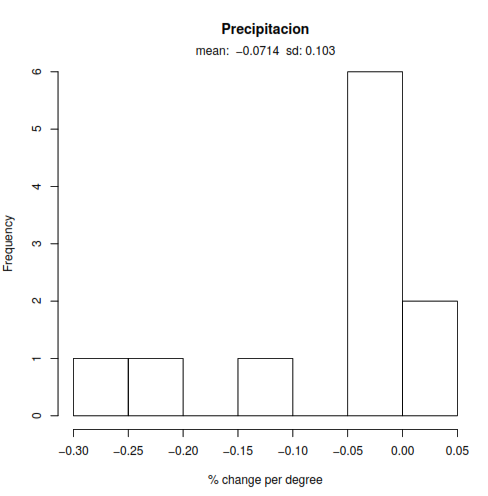 Precipitacion
mean:  −0.0714  sd: 0.103
Frequency
6
5
4
3
2
1
0
−0.30 −0.25 −0.20 −0.15 −0.10 −0.05 0.00 0.05
% change per degree